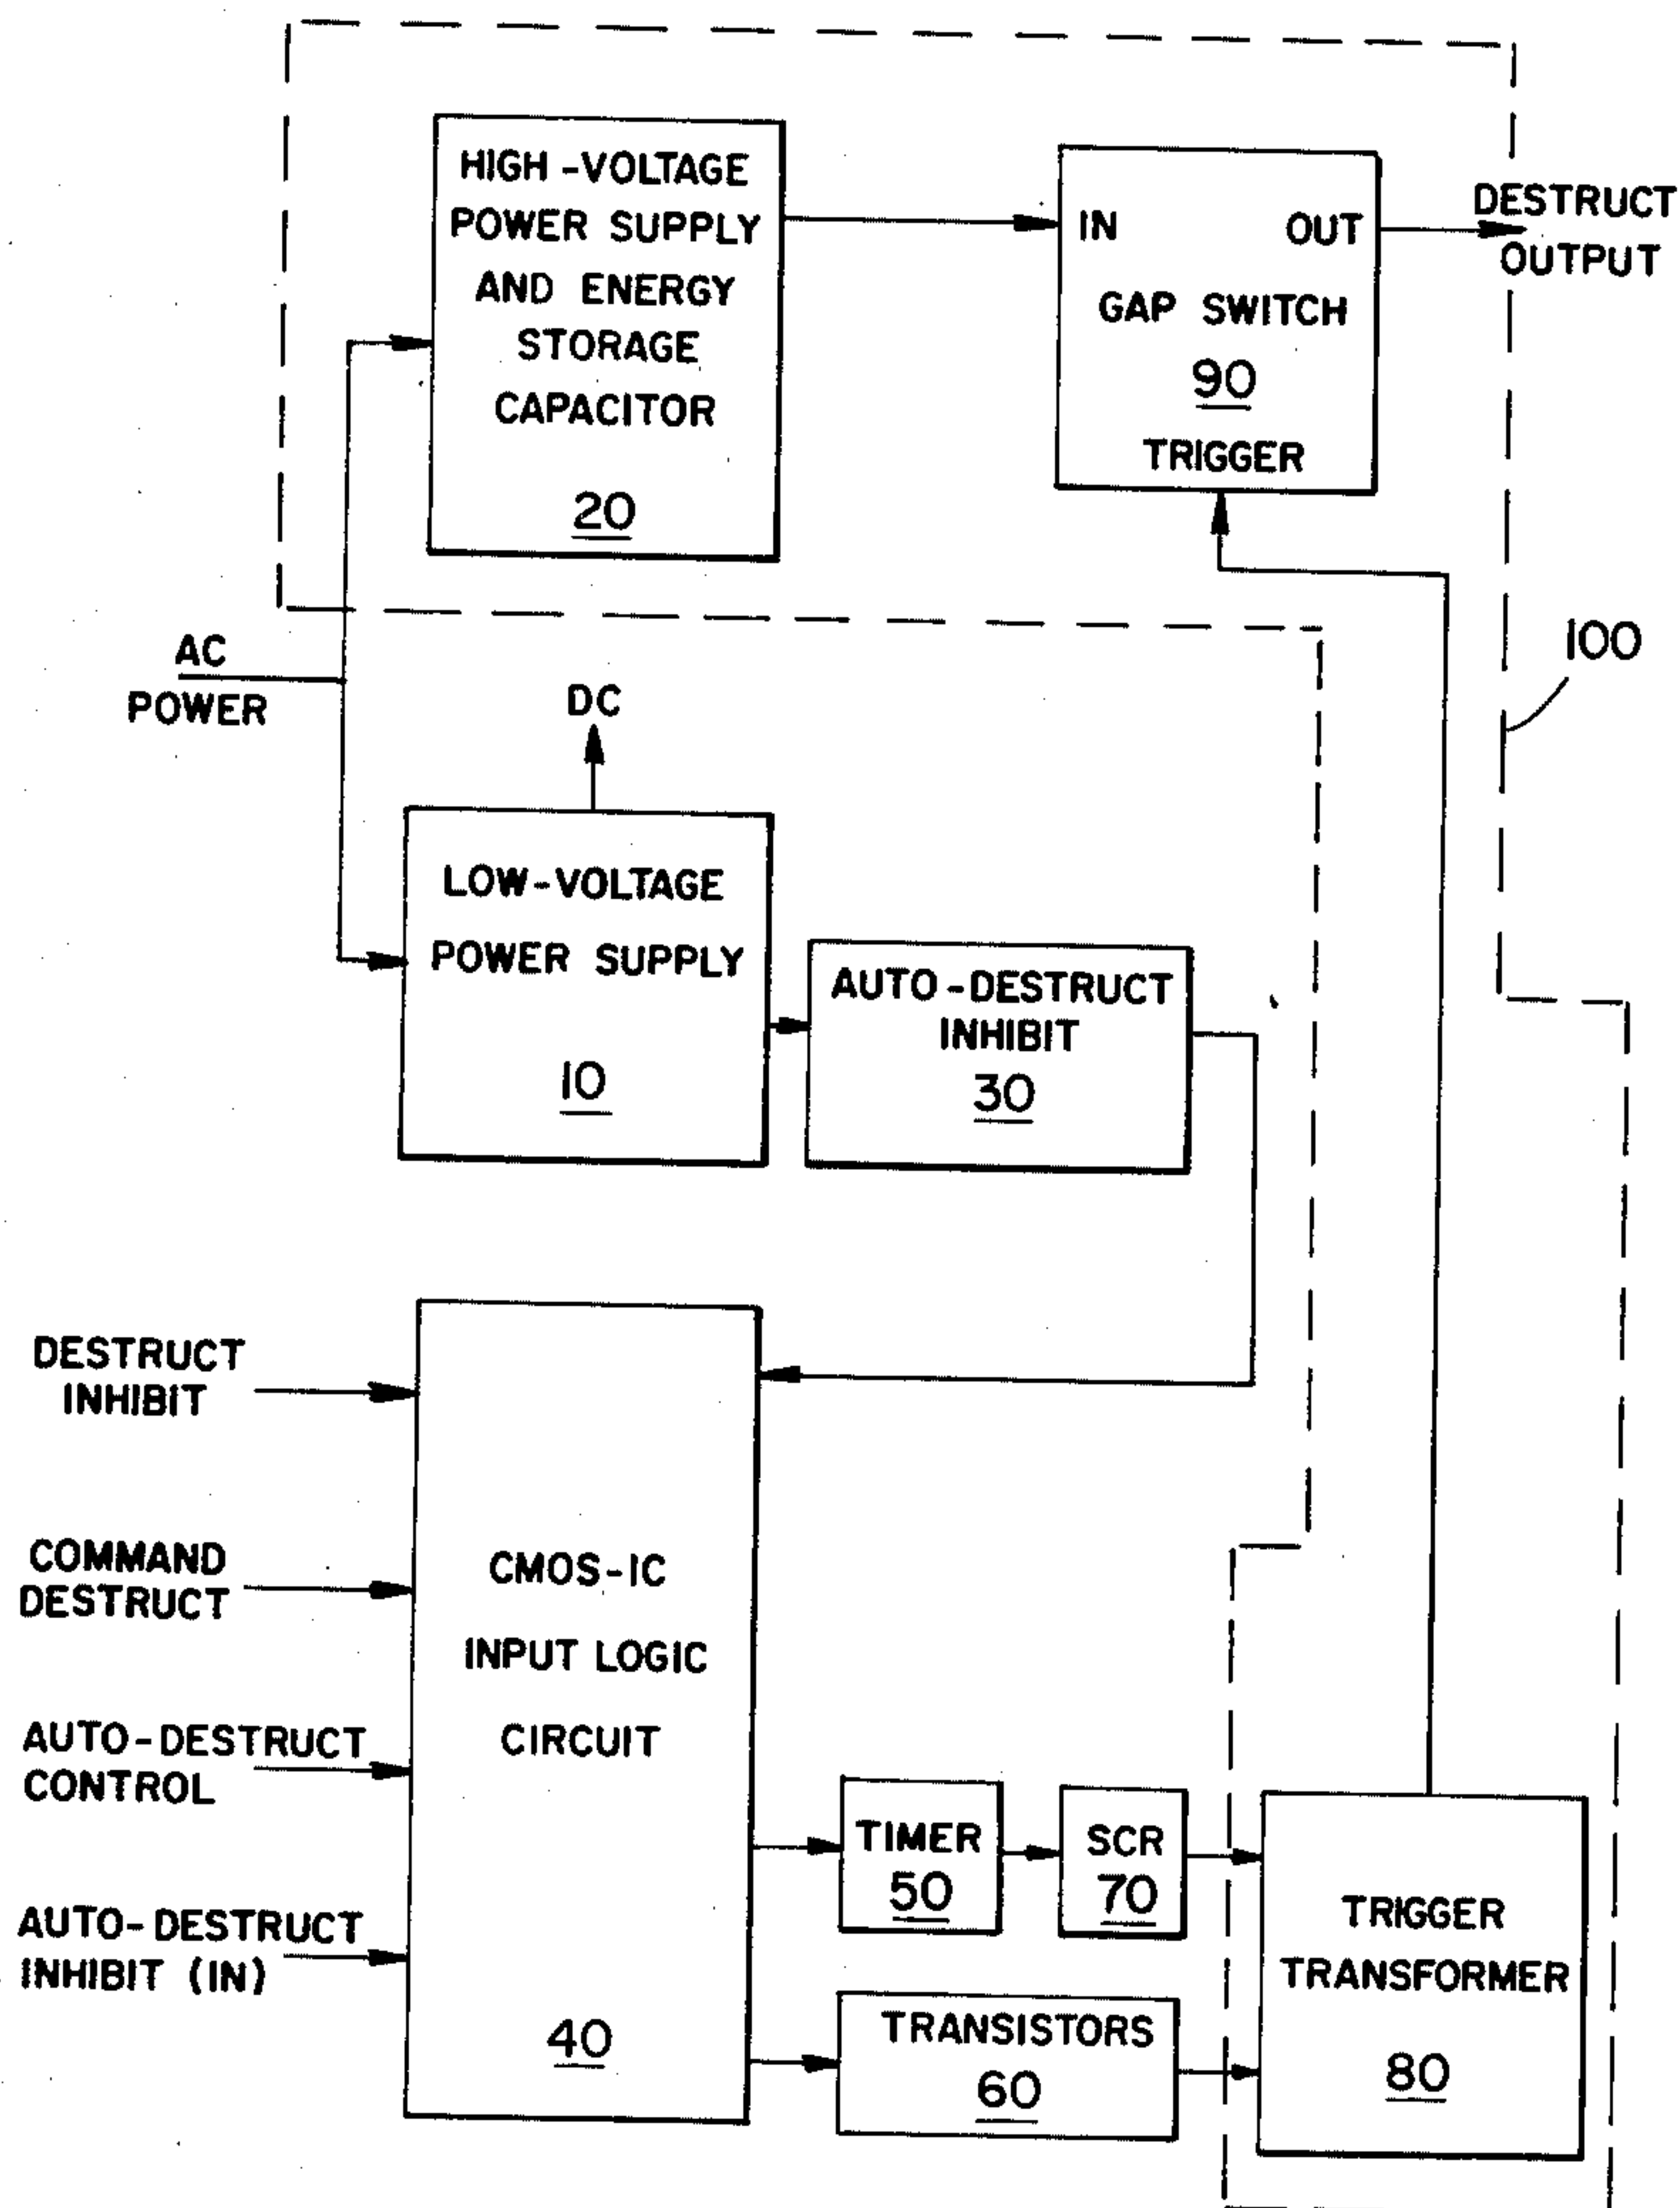 HIGH-VOLTAGE
POWER SUPPLY
AND ENERGY
STORAGE
CAPACITOR
20
IN OUT
GAP SWITCH
90
TRIGGER
DESTRUCT
OUTPUT
100
AC
POWER
DC
LOW-VOLTAGE
POWER SUPPLY
10
AUTO-DESTRUCT
INHIBIT
30
DESTRUCT
INHIBIT
COMMAND
DESTRUCT
AUTO-DESTRUCT
CONTROL
AUTO-DESTRUCT
INHIBIT (IN)
CMOS-IC
INPUT LOGIC
CIRCUIT
40
TIMER
50
SCR
70
TRANSISTORS
60
TRIGGER
TRANSFORMER
80